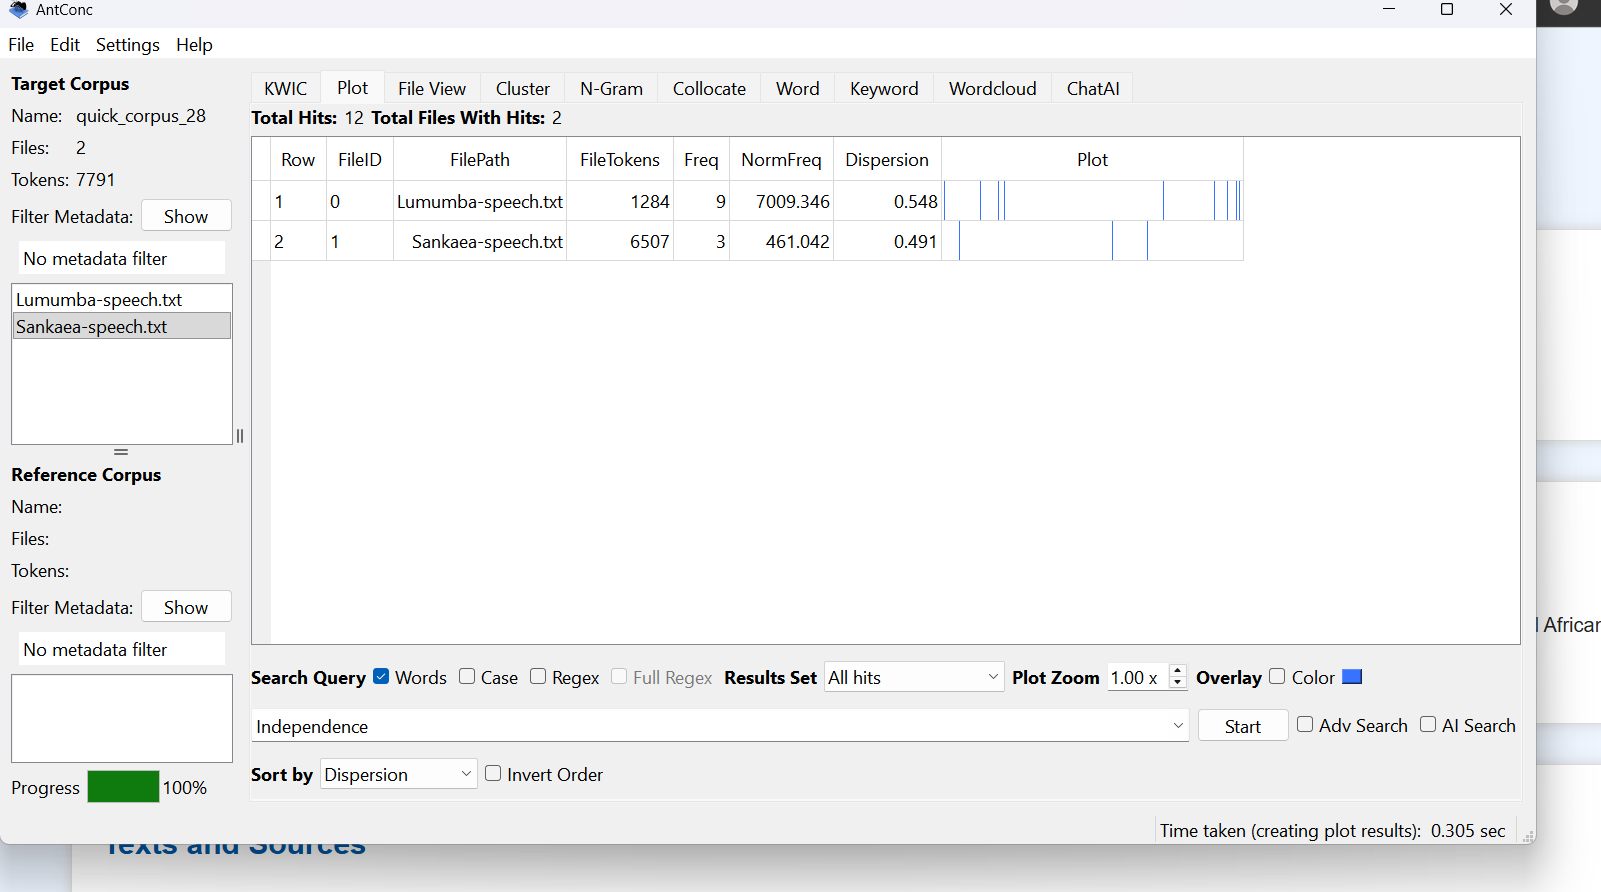 AntConc
File Edit Settings Help
Target Corpus
Name: quick_corpus_28
Files: 2
Tokens: 7791
Filter Metadata: Show
No metadata filter
Lumumba-speech.txt
Sankaea-speech.txt
Reference Corpus
Name:
Files:
Tokens:
Filter Metadata: Show
No metadata filter
Progress 100%
KWIC Plot File View Cluster N-Gram Collocate Word Keyword Wordcloud ChatAI
Total Hits: 12 Total Files With Hits: 2
Row FileID FilePath FileTokens Freq NormFreq Dispersion Plot
1 0 Lumumba-speech.txt 1284 9 7009.346 0.548
2 1 Sankaea-speech.txt 6507 3 461.042 0.491
Search Query Words Case Regex Full Regex Results Set All hits Plot Zoom 1.00 x Overlay Color
Independence Start Adv Search AI Search
Sort by Dispersion Invert Order
Time taken (creating plot results): 0.305 sec
African
Texts and Sources